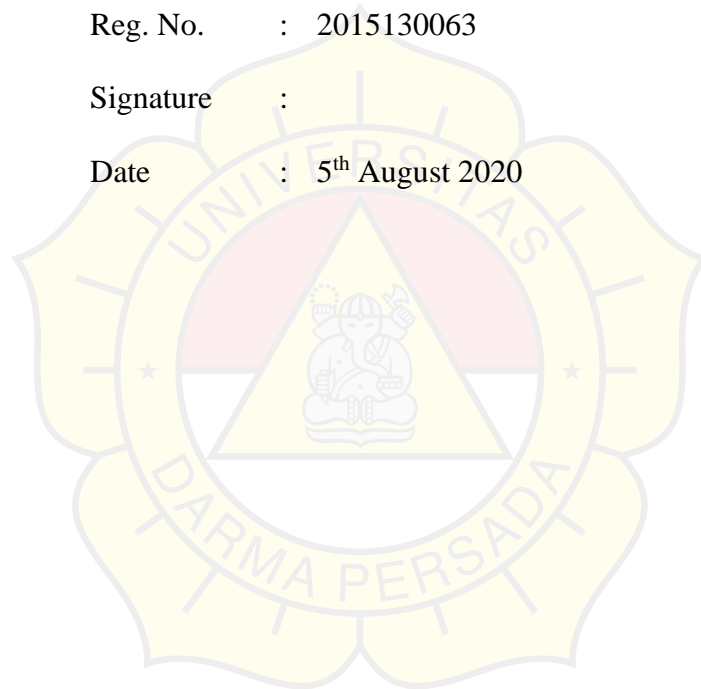 Reg. No. : 2015130063
Signature :
Date : 5th August 2020
UNIVERSITAS
DARMA PERSADA